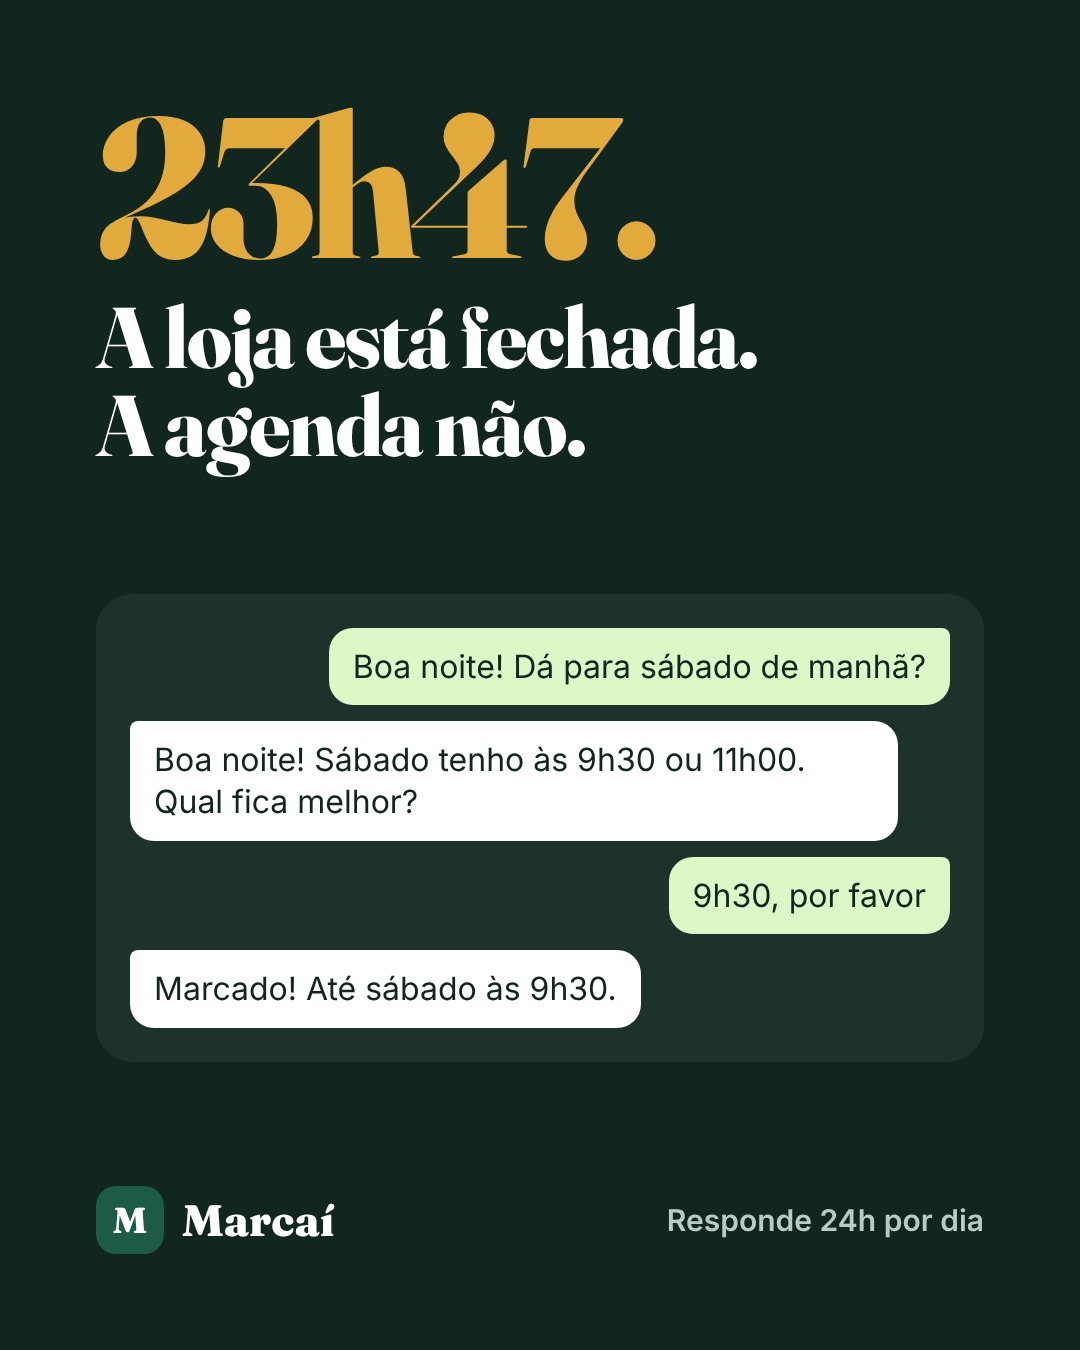 23h47.
A loja está fechada.
A agenda não.
Boa noite! Dá para sábado de manhã?
Boa noite! Sábado tenho às 9h30 ou 11h00.
Qual fica melhor?
9h30, por favor
Marcado! Até sábado às 9h30.
M Marcaí
Responde 24h por dia